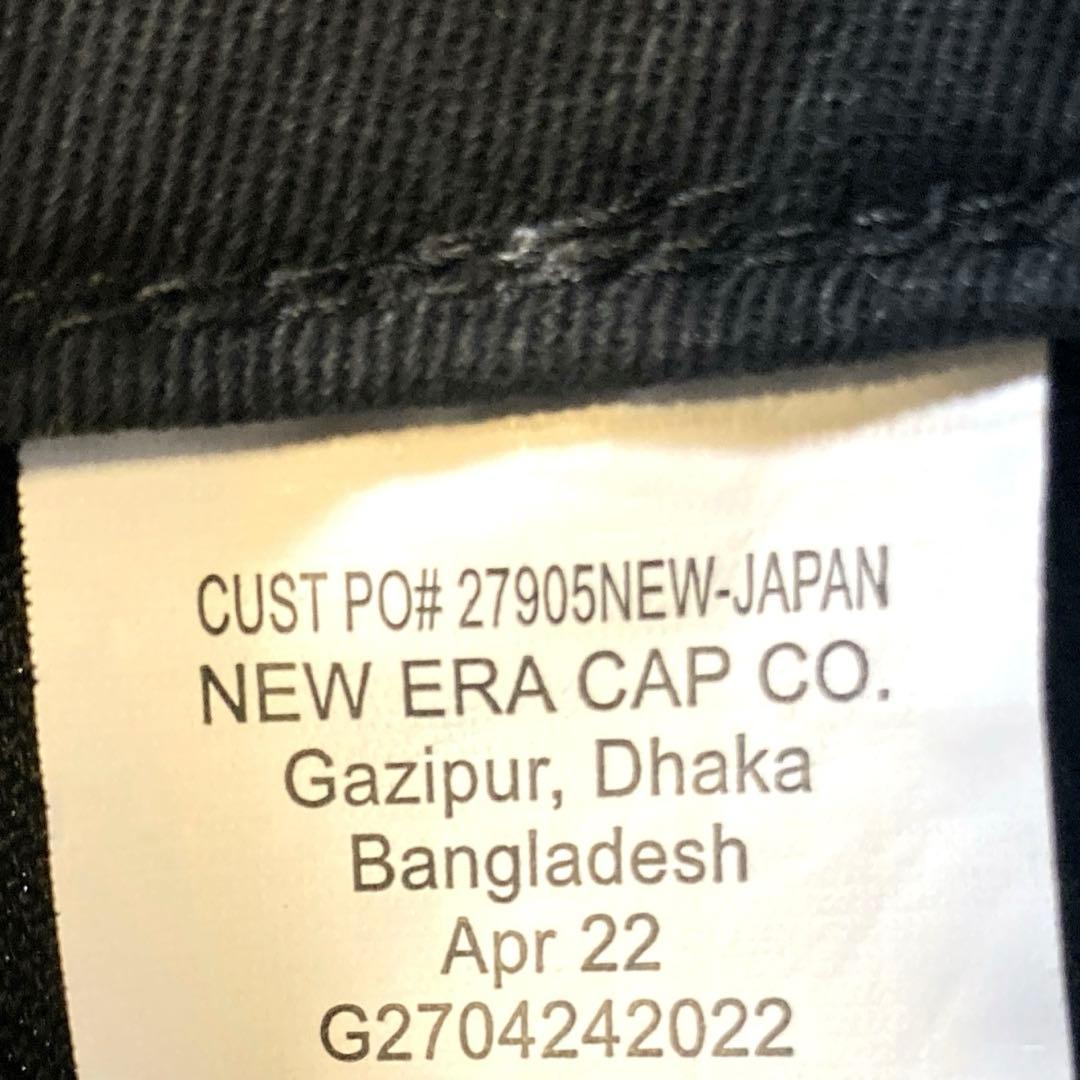 CUST PO# 27905NEW-JAPAN
NEW ERA CAP CO.
Gazipur, Dhaka
Bangladesh
Apr 22
G2704242022